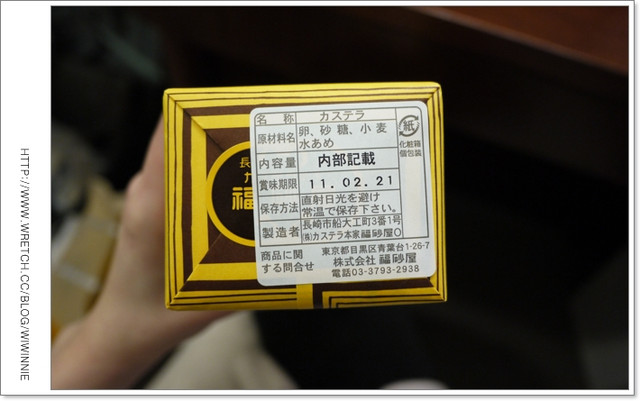 HTTP://WWW.WRETCH.CC/BLOG/WIWINNIE
長
カ
福
名 称 カステラ
原材料名 卵、砂 糖、小 麦
水あめ
内容量 内部記載
賞味期限 11.02.21
保存方法 直射日光を避け
常温で保存下さい。
製造者 長崎市船大工町3番1号
㈱カステラ本家福砂屋O
商品に関
する問合せ
東京都目黒区青葉台1-26-7
株式会社 福砂屋
電話03-3793-2938
紙
化粧箱
個包装